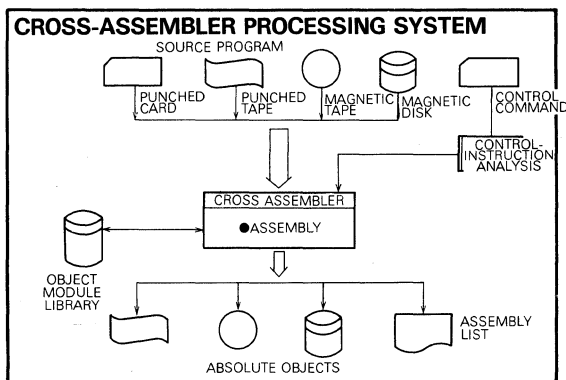 CROSS-ASSEMBLER PROCESSING SYSTEM
SOURCE PROGRAM
PUNCHED
CARD
PUNCHED
TAPE
MAGNETIC
TAPE
MAGNETIC
DISK
CONTROL
COMMAND
CONTROL-
INSTRUCTION
ANALYSIS
CROSS ASSEMBLER
●ASSEMBLY
OBJECT
MODULE
LIBRARY
ASSEMBLY
LIST
ABSOLUTE OBJECTS